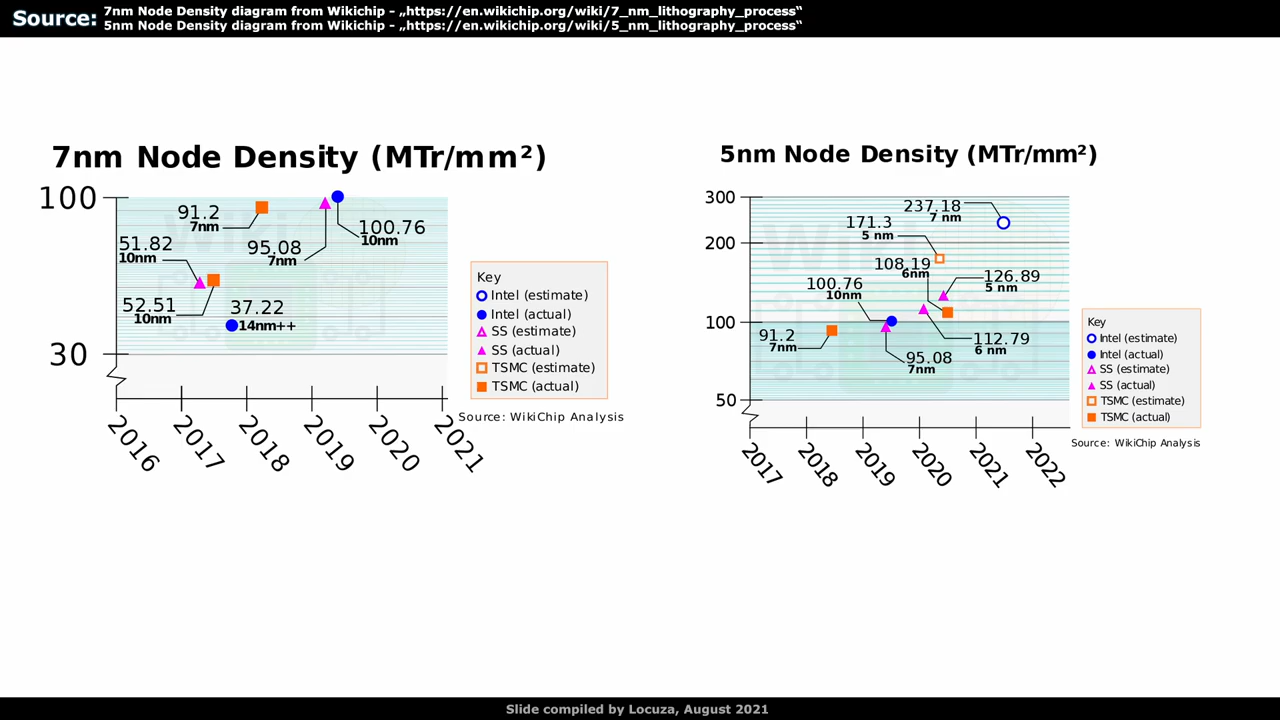 Source:
7nm Node Density diagram from Wikichip - „https://en.wikichip.org/wiki/7_nm_lithography_process“
5nm Node Density diagram from Wikichip - „https://en.wikichip.org/wiki/5_nm_lithography_process“
7nm Node Density (MTr/mm²)
100
30
91.2
7nm
51.82
10nm
95.08
7nm
100.76
10nm
52.51
10nm
37.22
14nm++
2016
2017
2018
2019
2020
2021
Key
Intel (estimate)
Intel (actual)
SS (estimate)
SS (actual)
TSMC (estimate)
TSMC (actual)
Source: WikiChip Analysis
5nm Node Density (MTr/mm²)
300
200
100
50
237.18
7 nm
171.3
5 nm
108.19
6nm
126.89
5 nm
100.76
10nm
91.2
7nm
112.79
6 nm
95.08
7nm
2017
2018
2019
2020
2021
2022
Key
Intel (estimate)
Intel (actual)
SS (estimate)
SS (actual)
TSMC (estimate)
TSMC (actual)
Source: WikiChip Analysis
Slide compiled by Locuza, August 2021